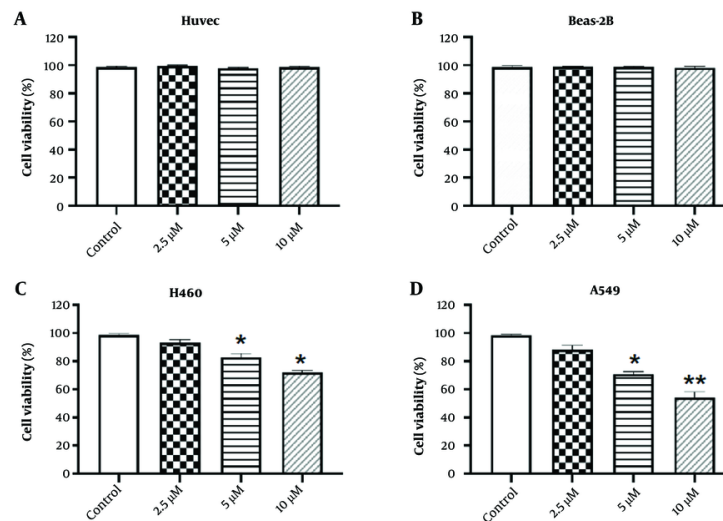 A
Huvec
Cell viability (%)
120
100
80
60
40
20
0
Control
2.5 µM
5 µM
10 µM
B
Beas-2B
Cell viability (%)
120
100
80
60
40
20
0
Control
2.5 µM
5 µM
10 µM
C
H460
Cell viability (%)
120
100
80
60
40
20
0
*
*
Control
2.5 µM
5 µM
10 µM
D
A549
Cell viability (%)
120
100
80
60
40
20
0
*
**
Control
2.5 µM
5 µM
10 µM